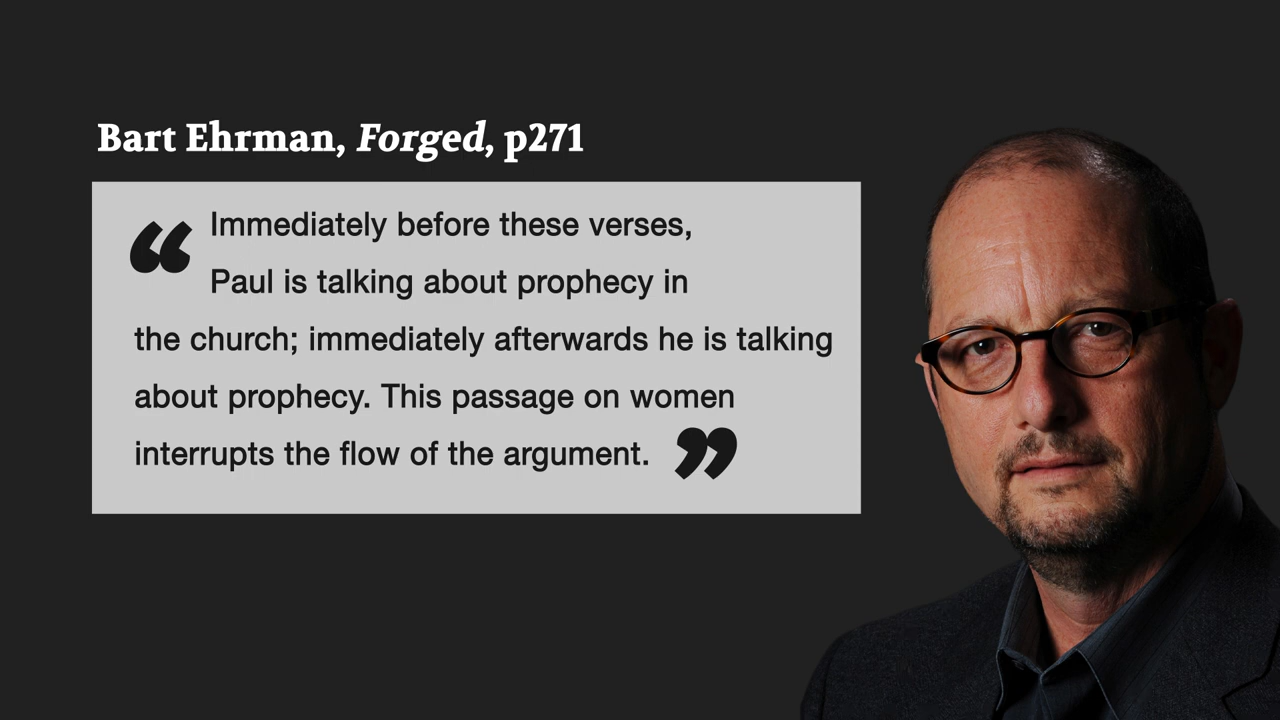 Bart Ehrman, Forged, p271
“ Immediately before these verses,
Paul is talking about prophecy in
the church; immediately afterwards he is talking
about prophecy. This passage on women
interrupts the flow of the argument. ”